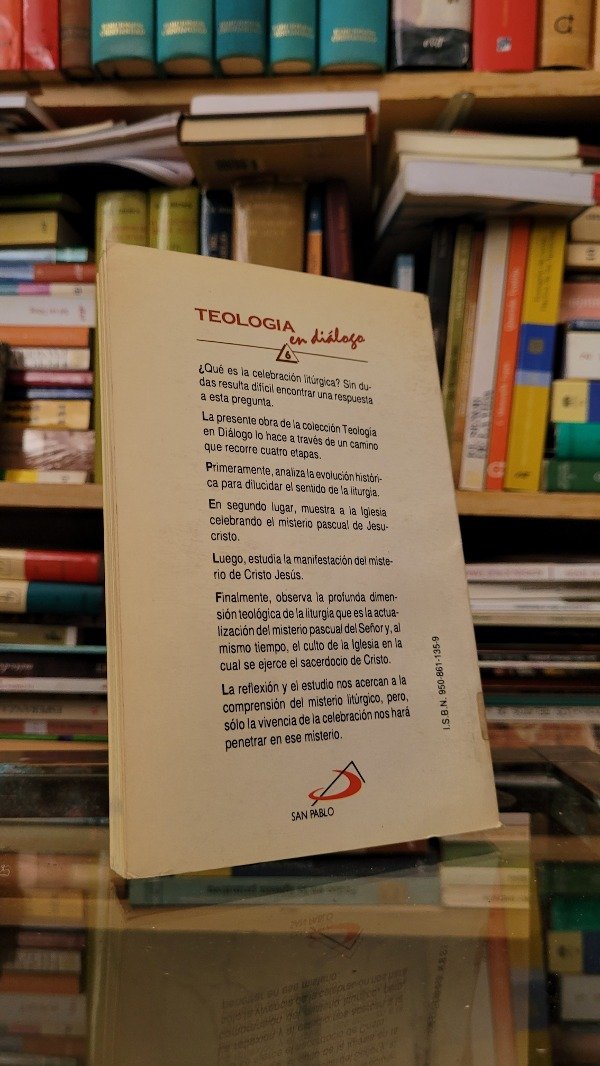 TEOLOGIA
en diálogo
6
¿Qué es la celebración litúrgica? Sin du-
das resulta difícil encontrar una respuesta
a esta pregunta.
La presente obra de la colección Teología
en Diálogo lo hace a través de un camino
que recorre cuatro etapas.
Primeramente, analiza la evolución históri-
ca para dilucidar el sentido de la liturgia.
En segundo lugar, muestra a la Iglesia
celebrando el misterio pascual de Jesu-
cristo.
Luego, estudia la manifestación del miste-
rio de Cristo Jesús.
Finalmente, observa la profunda dimen-
sión teológica de la liturgia que es la actua-
lización del misterio pascual del Señor y, al
mismo tiempo, el culto de la Iglesia en la
cual se ejerce el sacerdocio de Cristo.
La reflexión y el estudio nos acercan a la
comprensión del misterio litúrgico, pero,
sólo la vivencia de la celebración nos hará
penetrar en ese misterio.
I.S.B.N. 950-861-135-9
SAN PABLO